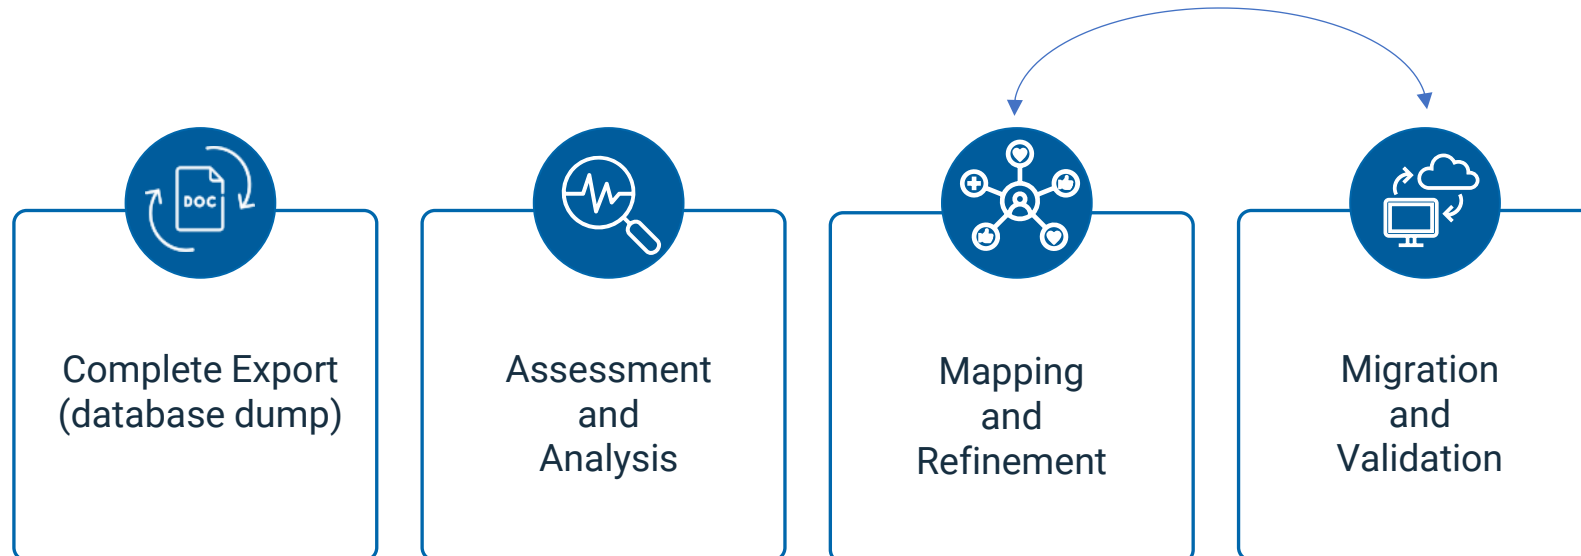 DOC
Complete Export
(database dump)
Assessment
and
Analysis
Mapping
and
Refinement
Migration
and
Validation